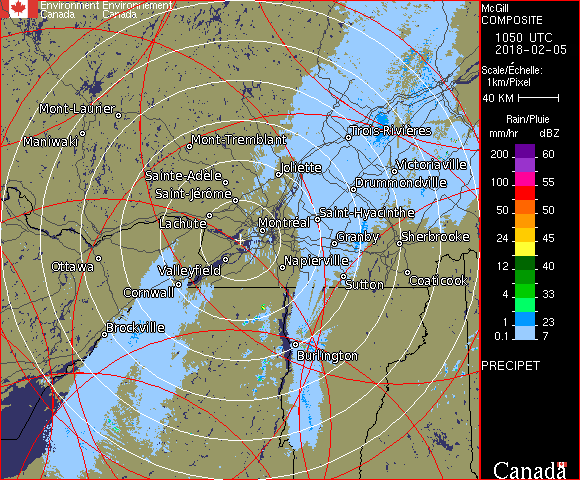 Environment Environnement
Canada Canada
McGill
COMPOSITE
1050 UTC
2018-02-05
Scale/Échelle:
1km/Pixel
40 KM
Rain/Pluie
mm/hr dBZ
200 60
55
100 55
50 50
24 45
12 40
4 33
1 23
0.1 7
PRECIPET
Canada
Mont-Laurier
Maniwaki
Mont-Tremblant
Trois-Rivières
Joliette
Victoriaville
Sainte-Adèle
Drummondville
Saint-Jérôme
Saint-Hyacinthe
Lachute
Montréal
Granby
Sherbrooke
Ottawa
Valleyfield
Napierville
Cornwall
Sutton
Coaticook
Brockville
Burlington